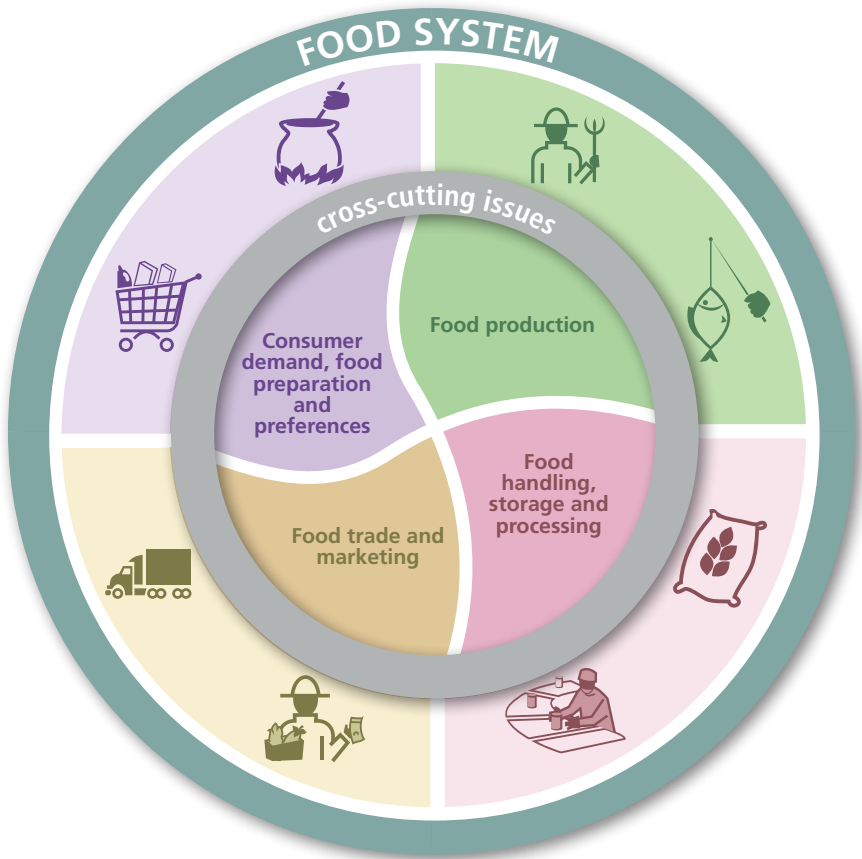 FOOD SYSTEM
cross-cutting issues
Consumer
demand, food
preparation
and
preferences
Food production
Food
handling,
storage and
processing
Food trade and
marketing